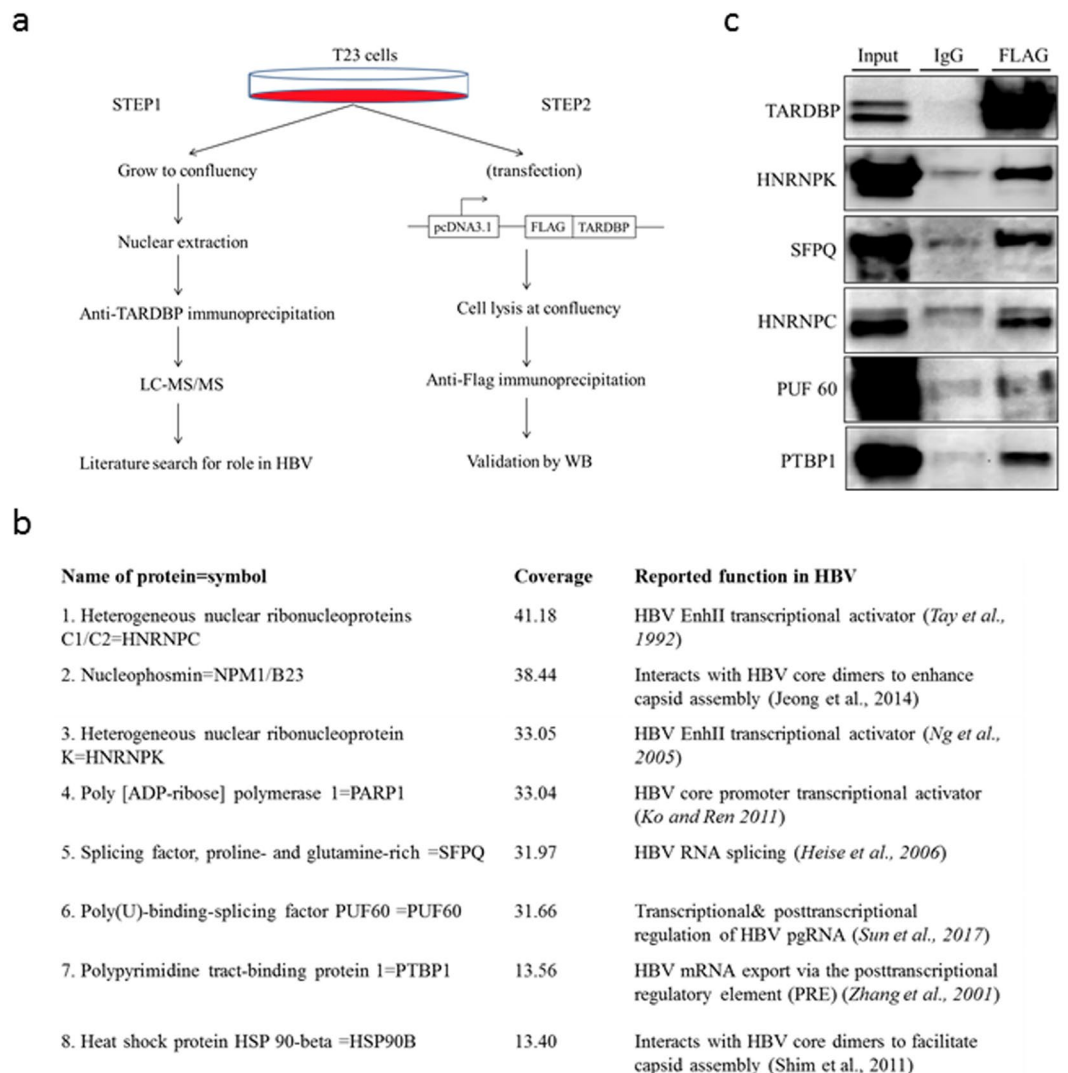 a
T23 cells
STEP1
STEP2
Grow to confluency
Nuclear extraction
Anti-TARDBP immunoprecipitation
LC-MS/MS
Literature search for role in HBV
(transfection)
pcDNA3.1
FLAG TARDBP
Cell lysis at confluency
Anti-Flag immunoprecipitation
Validation by WB
c
Input IgG FLAG
TARDBP
HNRNPK
SFPQ
HNRNPC
PUF 60
PTBP1
b
Name of protein=symbol Coverage Reported function in HBV
1. Heterogeneous nuclear ribonucleoproteins 41.18 HBV EnhII transcriptional activator (Tay et al.,
C1/C2=HNRNPC 1992)
2. Nucleophosmin=NPM1/B23 38.44 Interacts with HBV core dimers to enhance
capsid assembly (Jeong et al., 2014)
3. Heterogeneous nuclear ribonucleoprotein 33.05 HBV EnhII transcriptional activator (Ng et al.,
K=HNRNPK 2005)
4. Poly [ADP-ribose] polymerase 1=PARP1 33.04 HBV core promoter transcriptional activator
(Ko and Ren 2011)
5. Splicing factor, proline- and glutamine-rich =SFPQ 31.97 HBV RNA splicing (Heise et al., 2006)
6. Poly(U)-binding-splicing factor PUF60 =PUF60 31.66 Transcriptional& posttranscriptional
regulation of HBV pgRNA (Sun et al., 2017)
7. Polypyrimidine tract-binding protein 1=PTBP1 13.56 HBV mRNA export via the posttranscriptional
regulatory element (PRE) (Zhang et al., 2001)
8. Heat shock protein HSP 90-beta =HSP90B 13.40 Interacts with HBV core dimers to facilitate
capsid assembly (Shim et al., 2011)